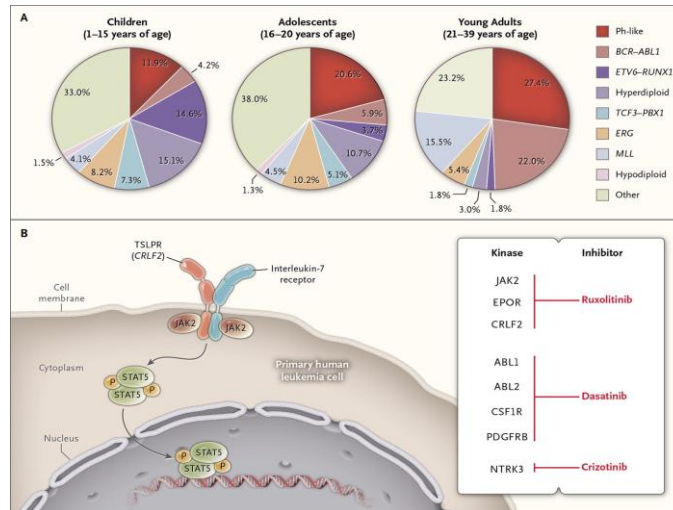 A
Children
(1–15 years of age)
Adolescents
(16–20 years of age)
Young Adults
(21–39 years of age)
11.9%
4.2%
14.6%
15.1%
7.3%
8.2%
4.1%
1.5%
33.0%
20.6%
5.9%
1.7%
10.7%
5.1%
10.2%
4.5%
1.3%
38.0%
27.4%
22.0%
1.8%
3.0%
1.8%
5.4%
15.5%
23.2%
Ph-like
BCR–ABL1
ETV6–RUNX1
Hyperdiploid
TCF3–PBX1
ERG
MLL
Hypodiploid
Other
B
TSLPR
(CRLF2)
Interleukin-7
receptor
Cell
membrane
JAK2
JAK2
Cytoplasm
Primary human
leukemia cell
P
STAT5
STAT5
P
Nucleus
P
STAT5
STAT5
P
Kinase
Inhibitor
JAK2
EPOR
CRLF2
Ruxolitinib
ABL1
ABL2
CSF1R
PDGFRB
Dasatinib
NTRK3
Crizotinib